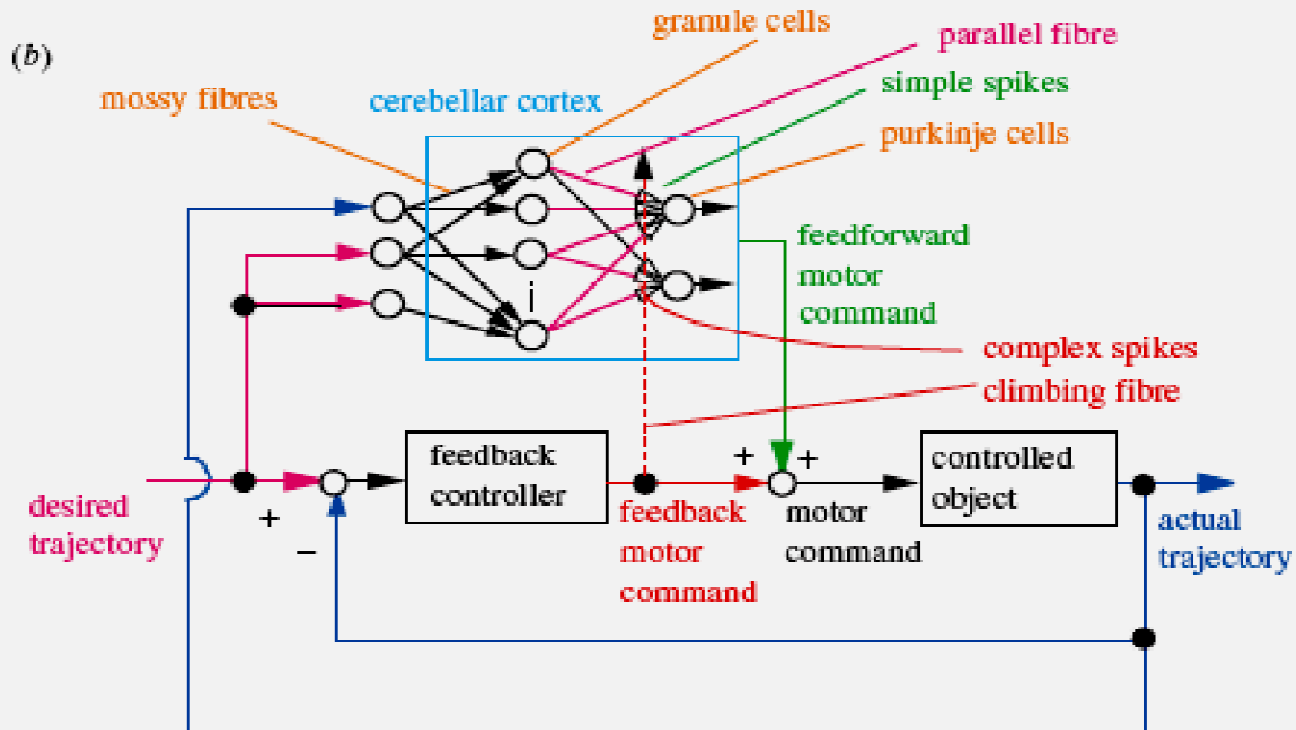 (b)
granule cells
parallel fibre
mossy fibres
cerebellar cortex
simple spikes
purkinje cells
feedforward
motor
command
complex spikes
climbing fibre
desired
trajectory
+
−
feedback
controller
feedback
motor
command
+
+
motor
command
controlled
object
actual
trajectory